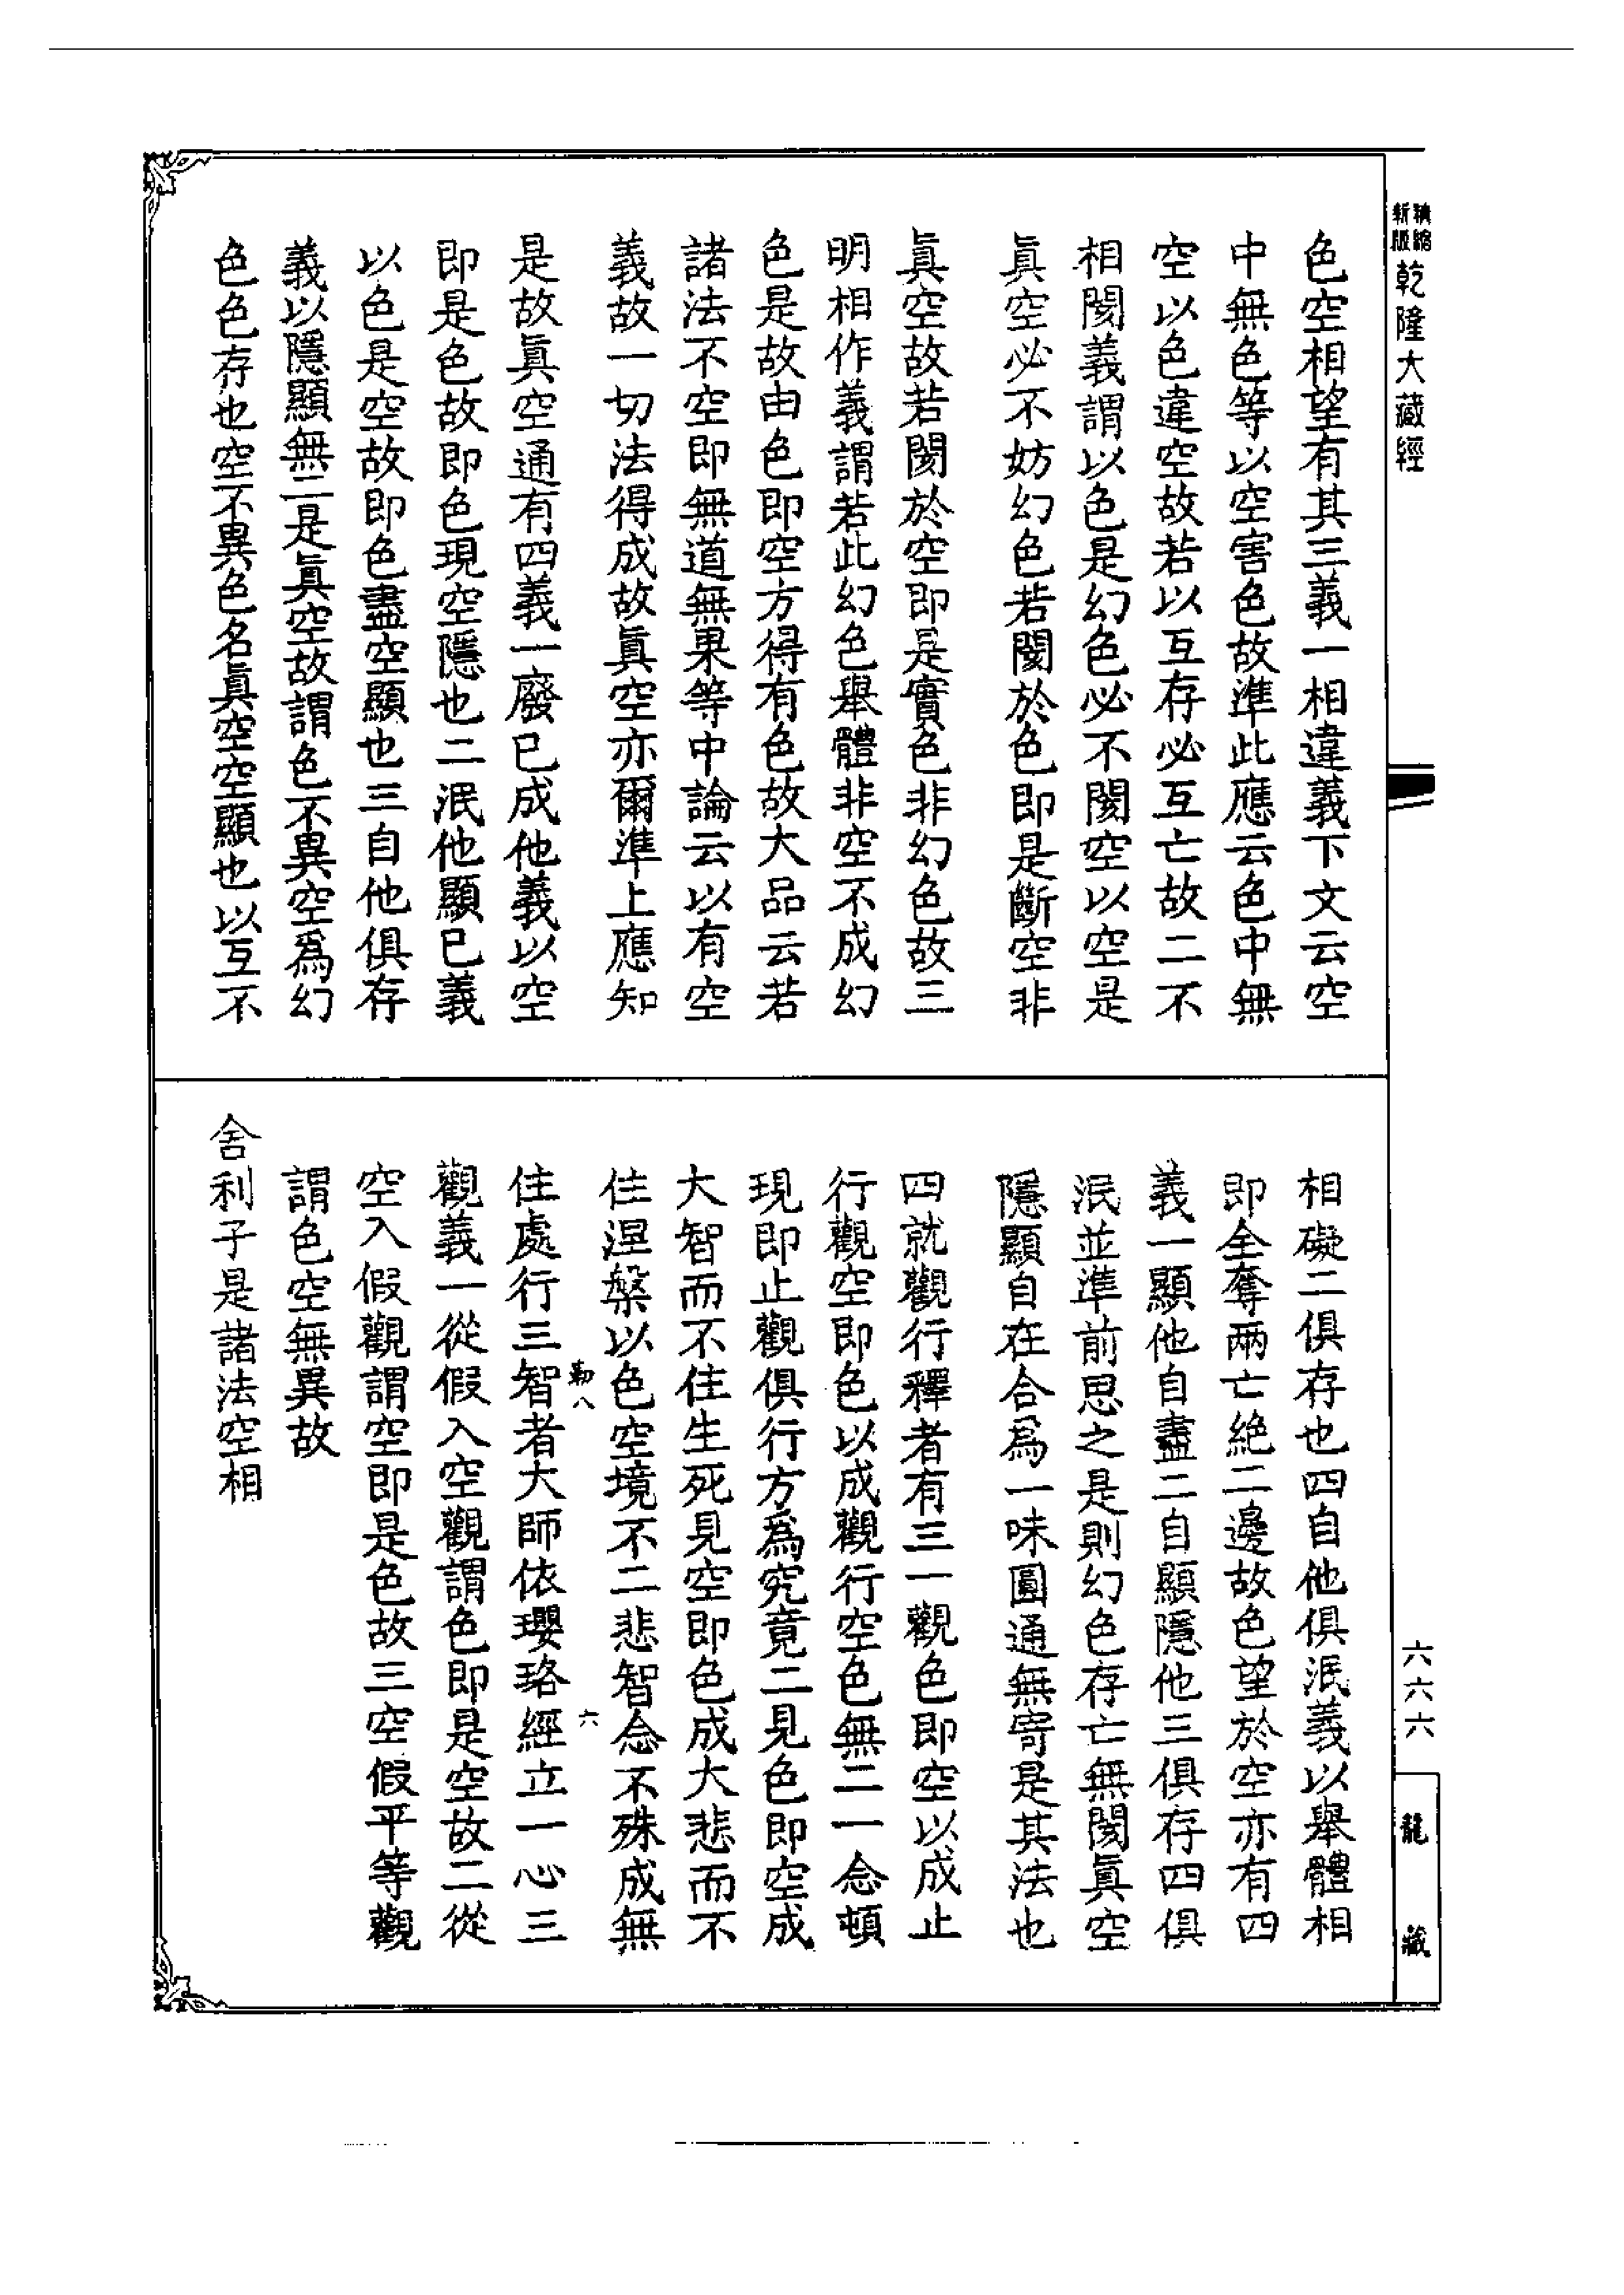 精縮新版乾隆大藏經
色空相望有其三義一相違義下文云空
中無色等以空害色故準此應云色中無
空以色違空故若以互存必互亡故二不
相閡義謂以色是幻色必不閡空以空是
眞空必不妨幻色若閡於色即是斷空非
眞空故若閡於空即是實色非幻色故三
明相作義謂若此幻色舉體非空不成幻
色是故由色即空方得有色故大品云若
諸法不空即無道無果等中論云以有空
義故一切法得成故眞空亦爾準上應知
是故眞空通有四義一廢已成他義以空
即是色故即色現空隱也二泯他顯已義
以色是空故即色盡空顯也三自他俱存
義以隱顯無二是眞空故謂色不異空爲幻
色色存也空不異色名眞空空顯也以互不
相礙二俱存也四自他俱泯義以舉體相
即全奪兩亡絶二邊故色望於空亦有四
義一顯他自盡二自顯隱他三俱存四俱
泯並準前思之是則幻色存亡無閡眞空
隱顯自在合爲一味圓通無寄是其法也
四就觀行釋者有三一觀色即空以成止
行觀空即色以成觀行空色無二一念頓
現即止觀俱行方爲究竟二見色即空成
大智而不住生死見空即色成大悲而不
住涅槃以色空境不二悲智念不殊成無
勒八 六
住處行三智者大師依瓔珞經立一心三
觀義一從假入空觀謂色即是空故二從
空入假觀謂空即是色故三空假平等觀
謂色空無異故
舍利子是諸法空相
六六六
龍藏